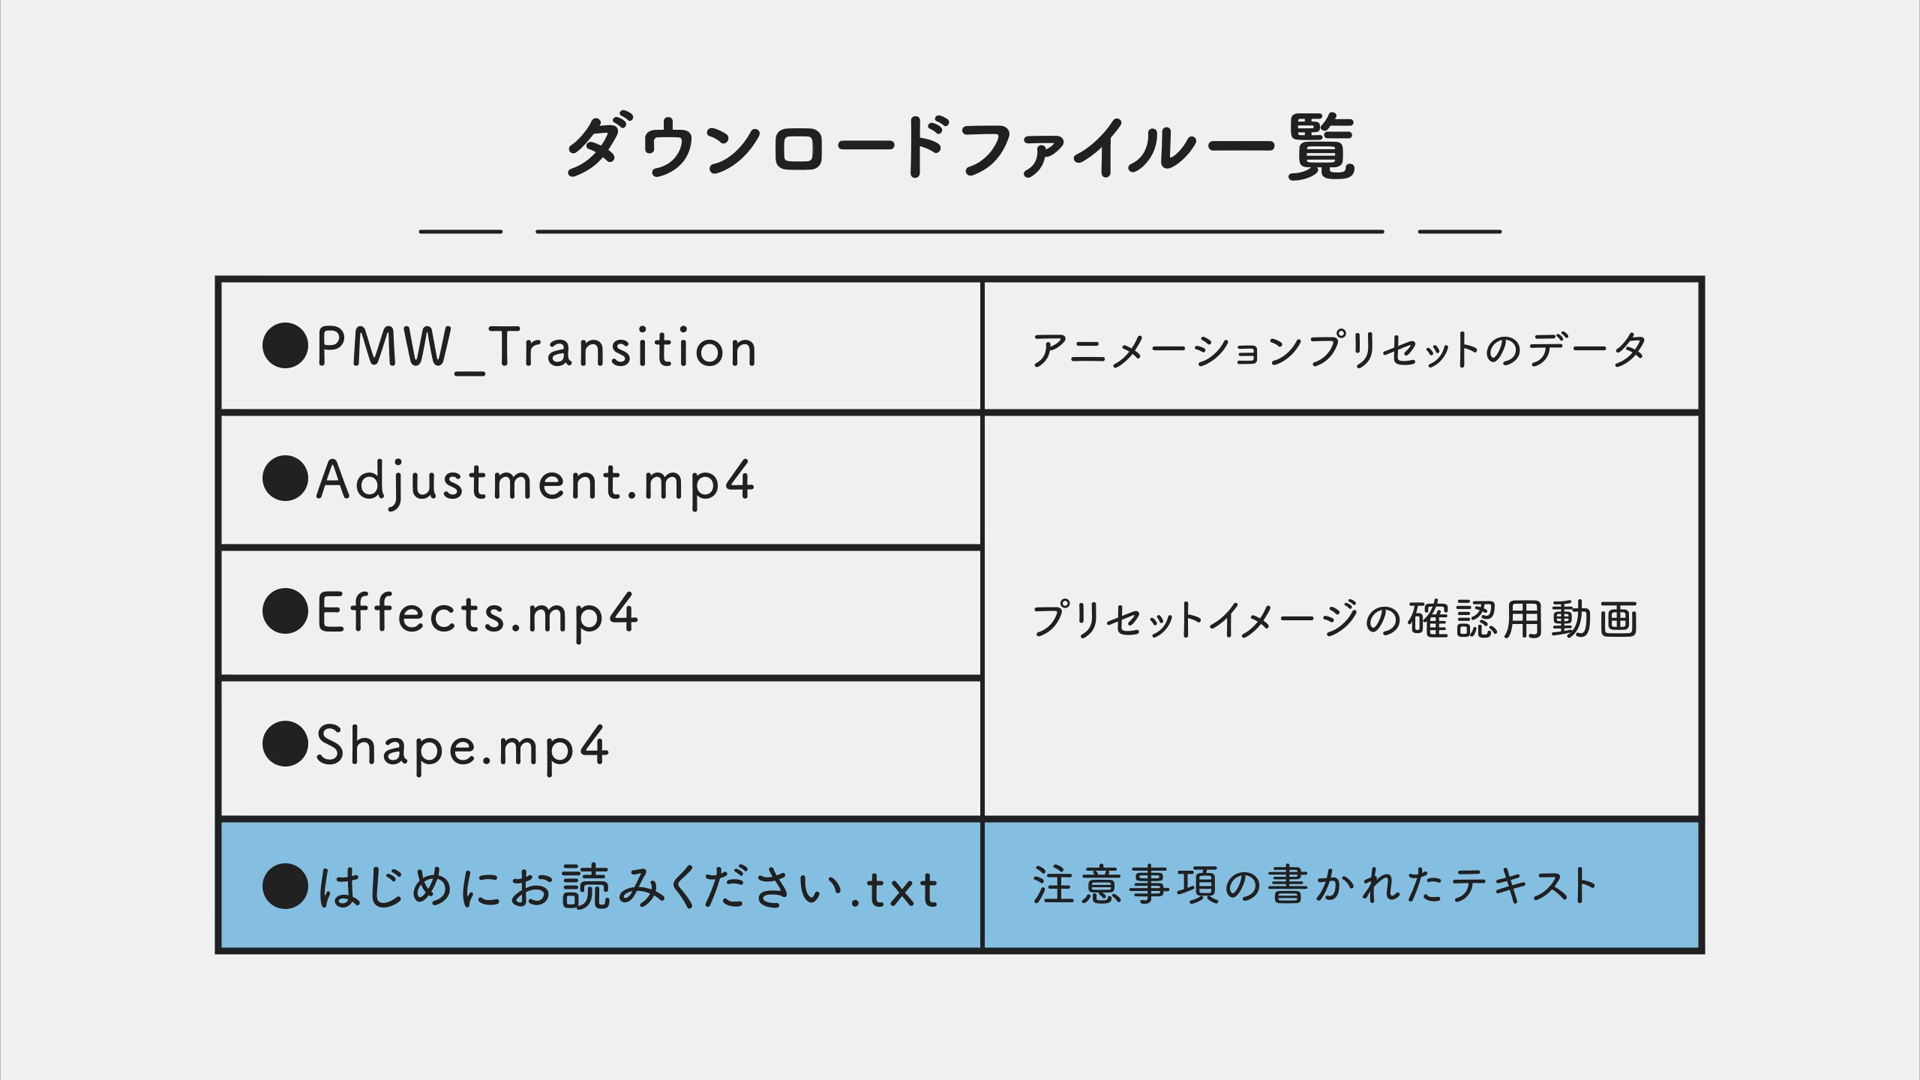 ダウンロードファイル一覧
●PMW_Transition
アニメーションプリセットのデータ
●Adjustment.mp4
●Effects.mp4
プリセットイメージの確認用動画
●Shape.mp4
●はじめにお読みください.txt
注意事項の書かれたテキスト